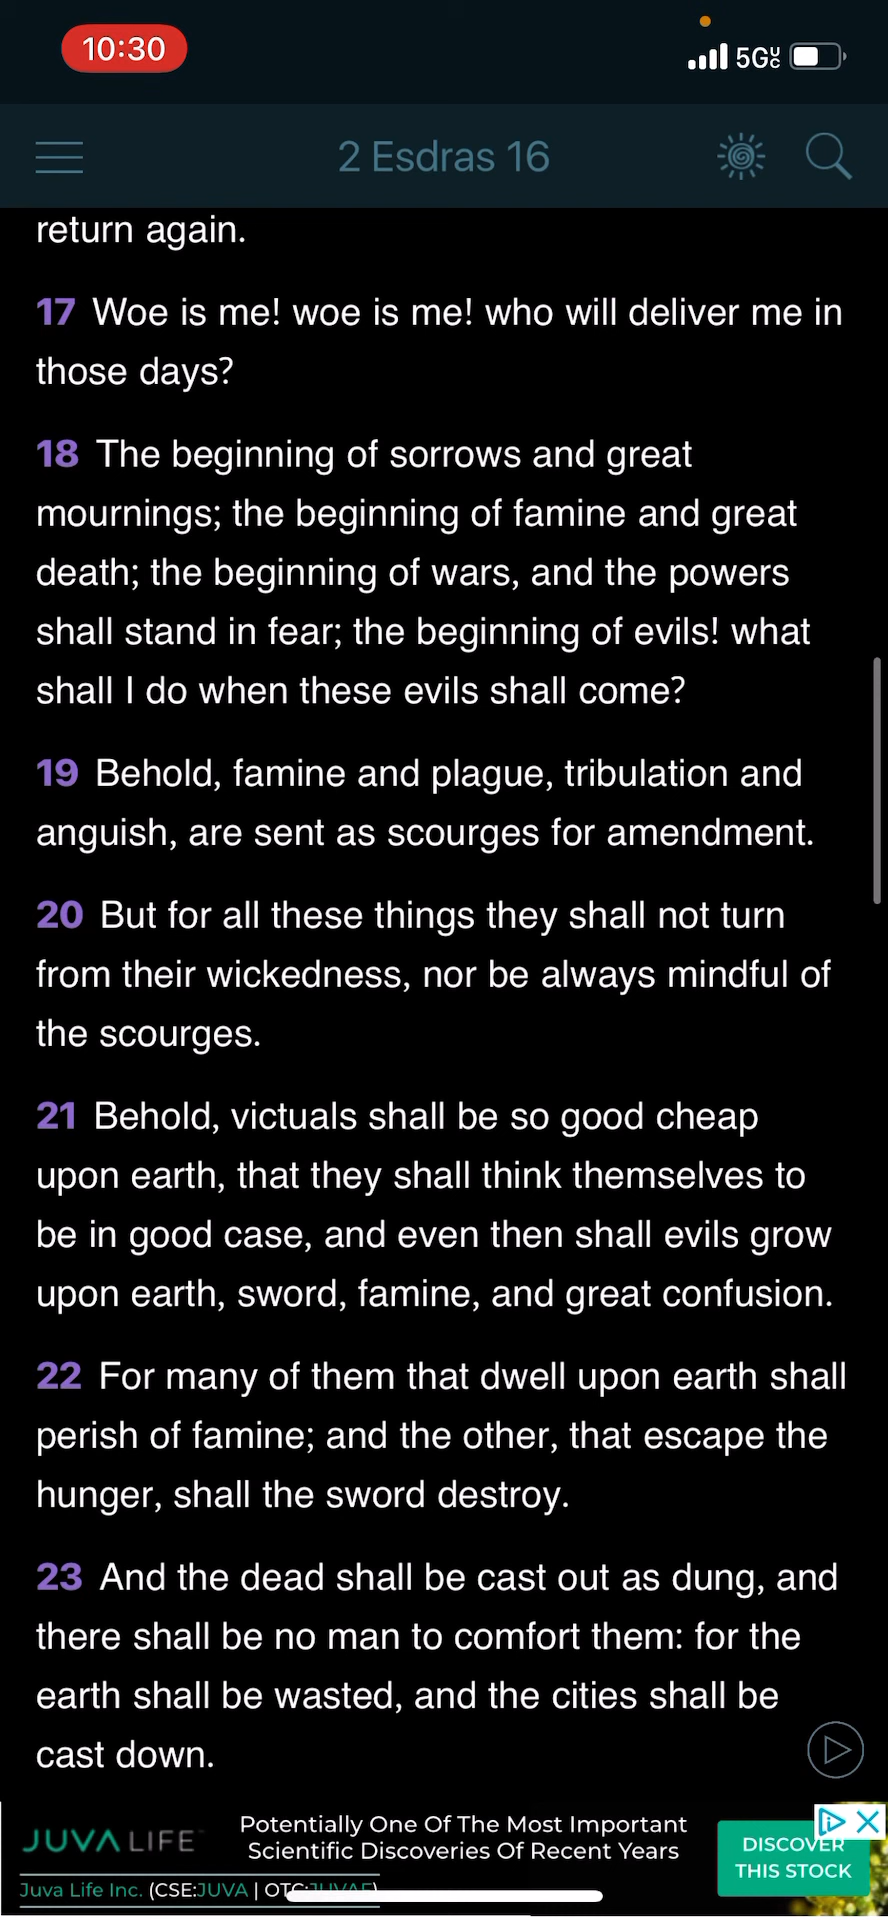 10:30
5G
2 Esdras 16
return again.
17 Woe is me! woe is me! who will deliver me in
those days?
18 The beginning of sorrows and great
mournings; the beginning of famine and great
death; the beginning of wars, and the powers
shall stand in fear; the beginning of evils! what
shall I do when these evils shall come?
19 Behold, famine and plague, tribulation and
anguish, are sent as scourges for amendment.
20 But for all these things they shall not turn
from their wickedness, nor be always mindful of
the scourges.
21 Behold, victuals shall be so good cheap
upon earth, that they shall think themselves to
be in good case, and even then shall evils grow
upon earth, sword, famine, and great confusion.
22 For many of them that dwell upon earth shall
perish of famine; and the other, that escape the
hunger, shall the sword destroy.
23 And the dead shall be cast out as dung, and
there shall be no man to comfort them: for the
earth shall be wasted, and the cities shall be
cast down.
JUVA LIFE
Potentially One Of The Most Important
Scientific Discoveries Of Recent Years
Juva Life Inc. (CSE:JUVA | OTC:
DISCOVER
THIS STOCK